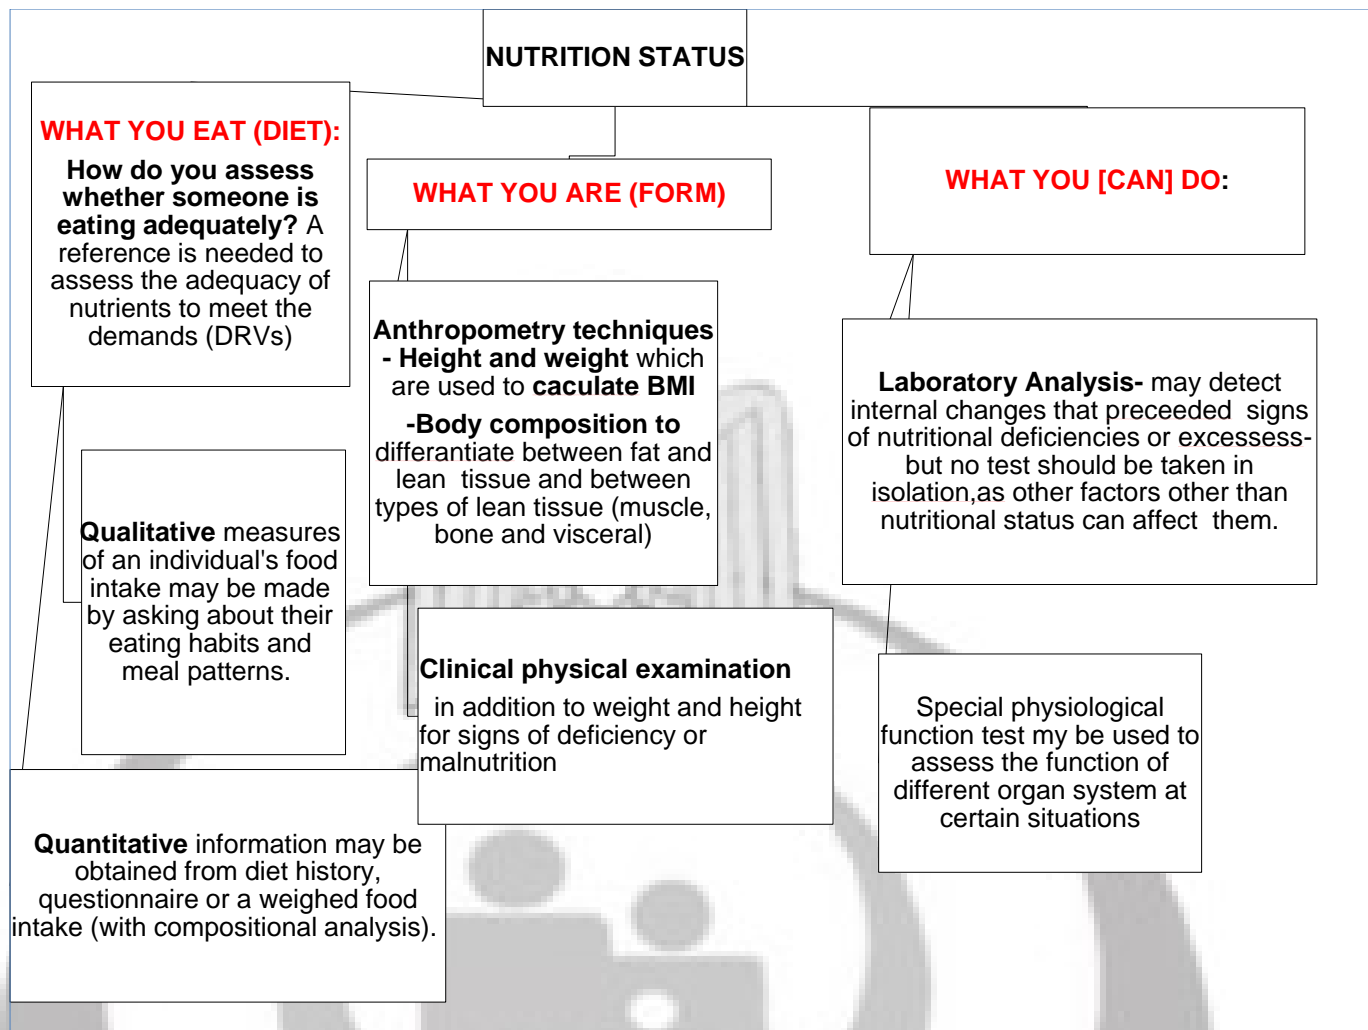 NUTRITION STATUS
WHAT YOU EAT (DIET):
How do you assess
whether someone is
eating adequately? A
reference is needed to
assess the adequacy of
nutrients to meet the
demands (DRVs)
Qualitative measures
of an individual's food
intake may be made
by asking about their
eating habits and
meal patterns.
Quantitative information may be
obtained from diet history,
questionnaire or a weighed food
intake (with compositional analysis).
WHAT YOU ARE (FORM)
Anthropometry techniques
- Height and weight which
are used to caculate BMI
-Body composition to
differantiate between fat and
lean tissue and between
types of lean tissue (muscle,
bone and visceral)
Clinical physical examination
in addition to weight and height
for signs of deficiency or
malnutrition
WHAT YOU [CAN] DO:
Laboratory Analysis- may detect
internal changes that preceeded signs
of nutritional deficiencies or excessess-
but no test should be taken in
isolation,as other factors other than
nutritional status can affect them.
Special physiological
function test my be used to
assess the function of
different organ system at
certain situations